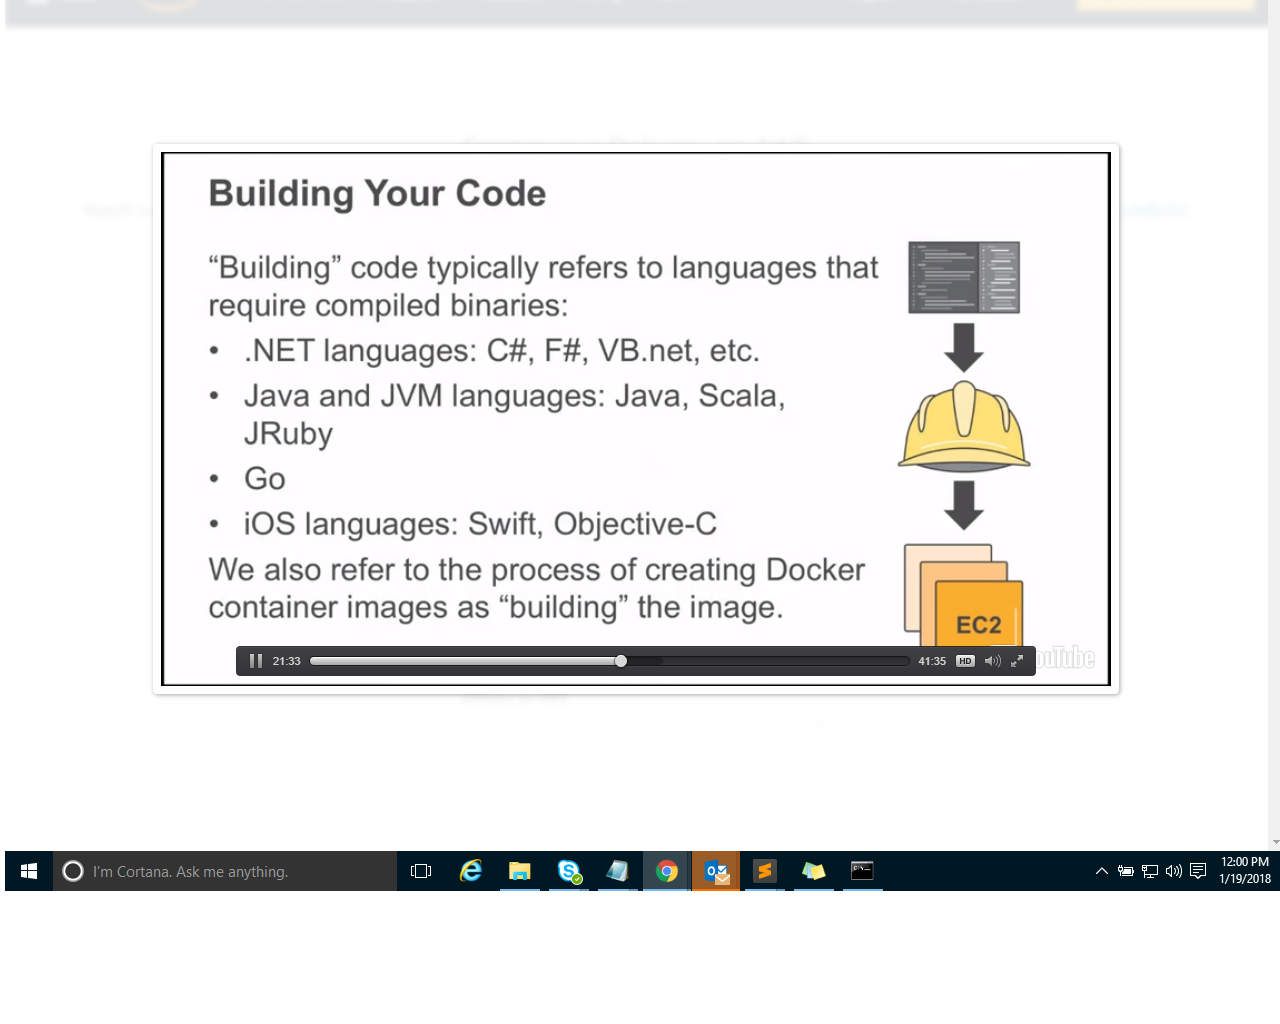 Building Your Code
“Building” code typically refers to languages that
require compiled binaries:
• .NET languages: C#, F#, VB.net, etc.
• Java and JVM languages: Java, Scala,
JRuby
• Go
• iOS languages: Swift, Objective-C
We also refer to the process of creating Docker
container images as “building” the image.
EC2
21:33
41:35
HD
ouTube
I'm Cortana. Ask me anything.
12:00 PM
1/19/2018